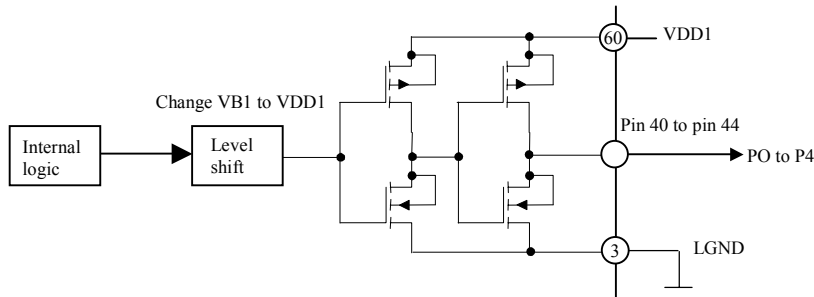 60
VDD1
Change VB1 to VDD1
Pin 40 to pin 44
Internal
logic
Level
shift
PO to P4
3
LGND